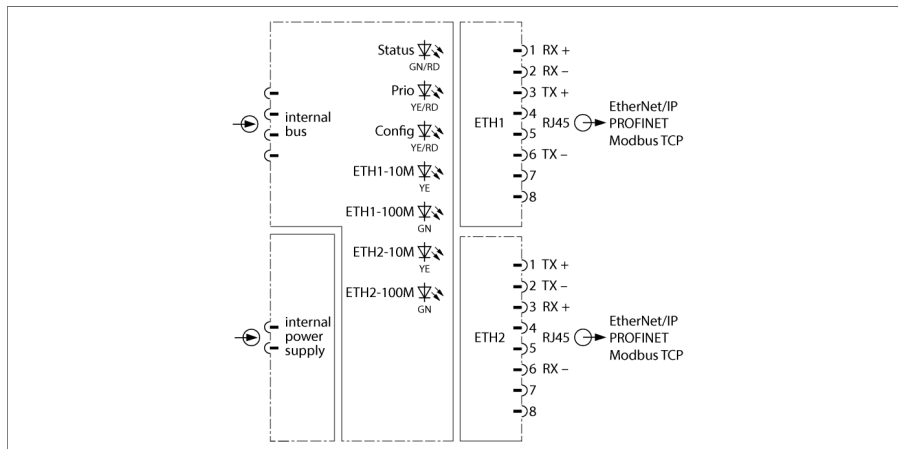 Status
GN/RD
Prio
YE/RD
Config
YE/RD
ETH1-10M
YE
ETH1-100M
GN
ETH2-10M
YE
ETH2-100M
GN
internal
bus
internal
power
supply
ETH1
1 RX +
2 RX –
3 TX +
4
5
6 TX –
7
8
RJ45
EtherNet/IP
PROFINET
Modbus TCP
ETH2
1 TX +
2 TX –
3 RX +
4
5
6 RX –
7
8
RJ45
EtherNet/IP
PROFINET
Modbus TCP